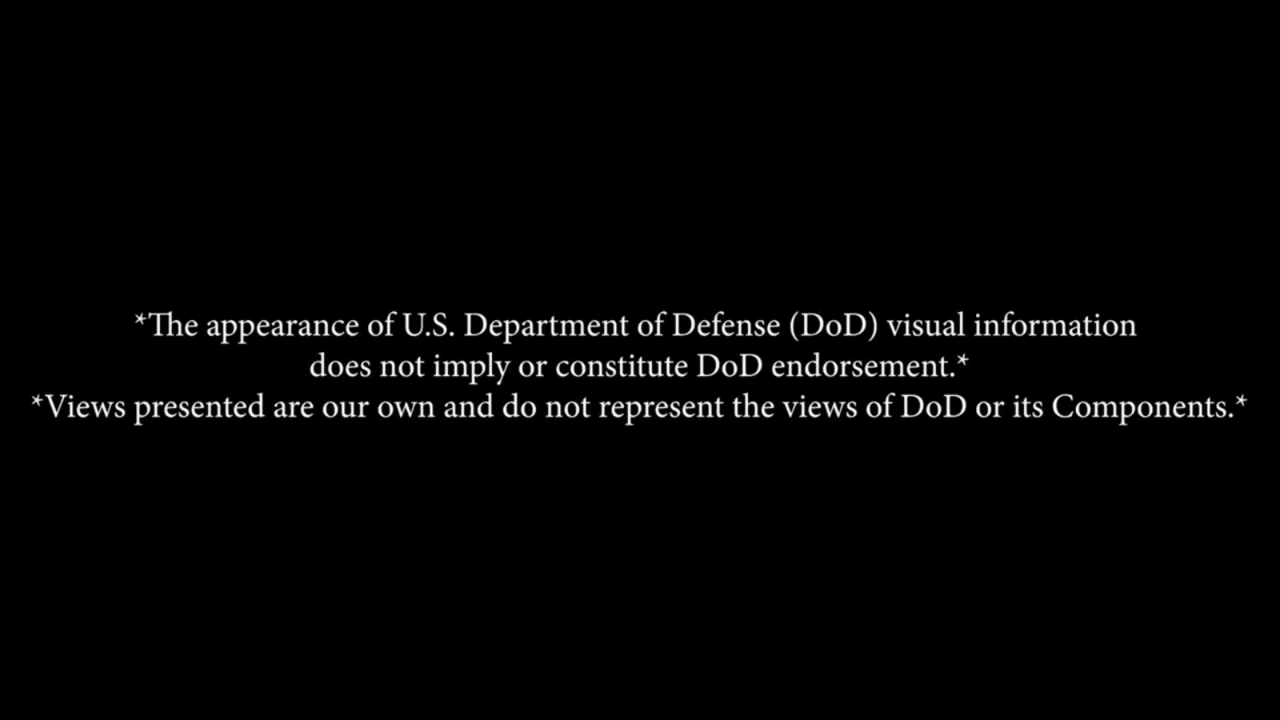 *The appearance of U.S. Department of Defense (DoD) visual information
does not imply or constitute DoD endorsement.*
*Views presented are our own and do not represent the views of DoD or its Components.*